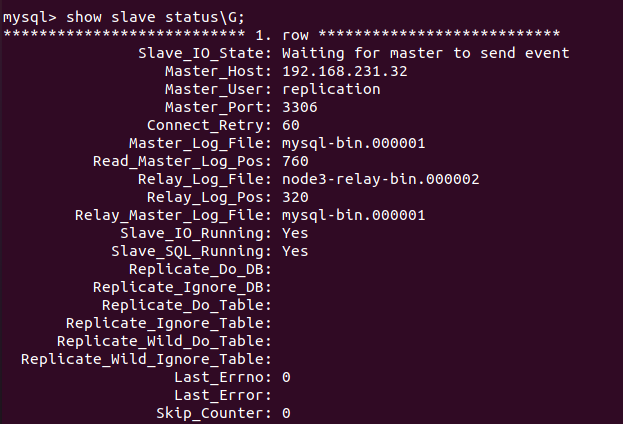 mysql> show slave status\G;
*************************** 1. row ***************************
Slave_IO_State: Waiting for master to send event
Master_Host: 192.168.231.32
Master_User: replication
Master_Port: 3306
Connect_Retry: 60
Master_Log_File: mysql-bin.000001
Read_Master_Log_Pos: 760
Relay_Log_File: node3-relay-bin.000002
Relay_Log_Pos: 320
Relay_Master_Log_File: mysql-bin.000001
Slave_IO_Running: Yes
Slave_SQL_Running: Yes
Replicate_Do_DB:
Replicate_Ignore_DB:
Replicate_Do_Table:
Replicate_Ignore_Table:
Replicate_Wild_Do_Table:
Replicate_Wild_Ignore_Table:
Last_Errno: 0
Last_Error:
Skip_Counter: 0